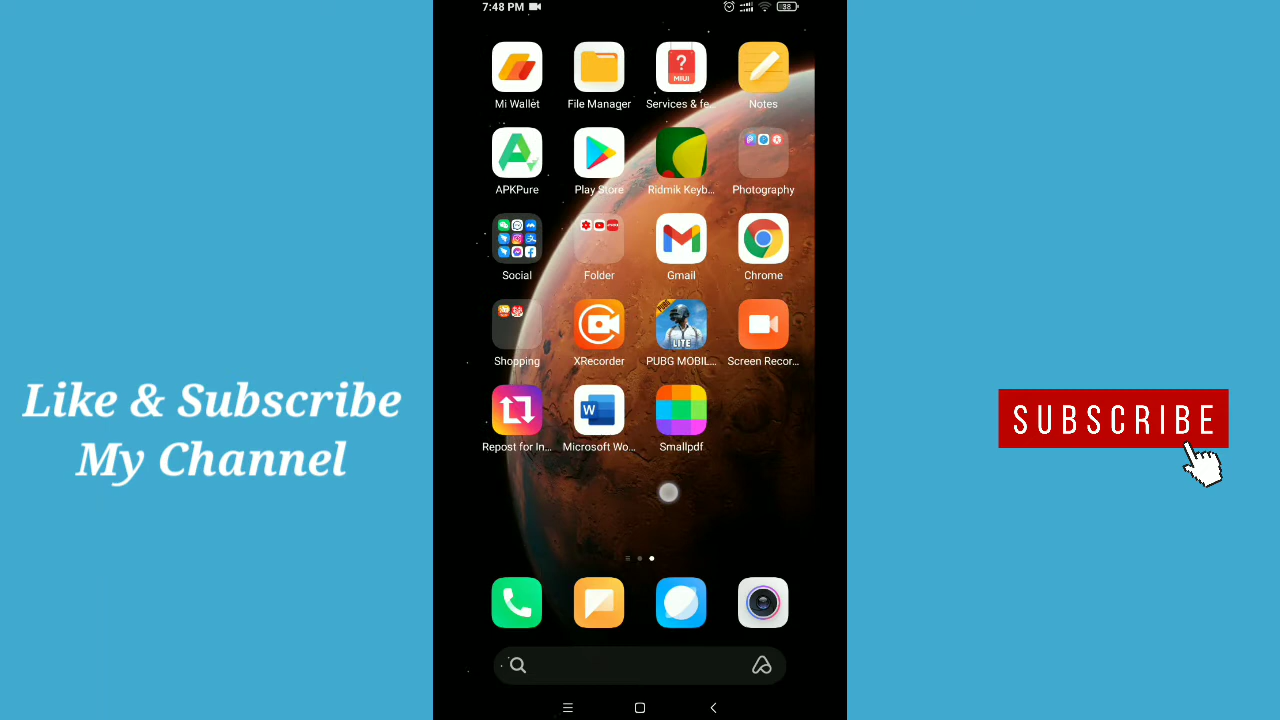 7:48 PM
38
Mi Wallet
File Manager
? MIUI
Services & fe...
Notes
APKPure
Play Store
Ridmik Keyb...
Photography
Social
Folder
Gmail
Chrome
Shopping
XRecorder
PUBG
LITE
PUBG MOBIL...
Screen Recor...
Repost for In...
W
Microsoft Wo...
Smallpdf
Like & Subscribe
My Channel
SUBSCRIBE